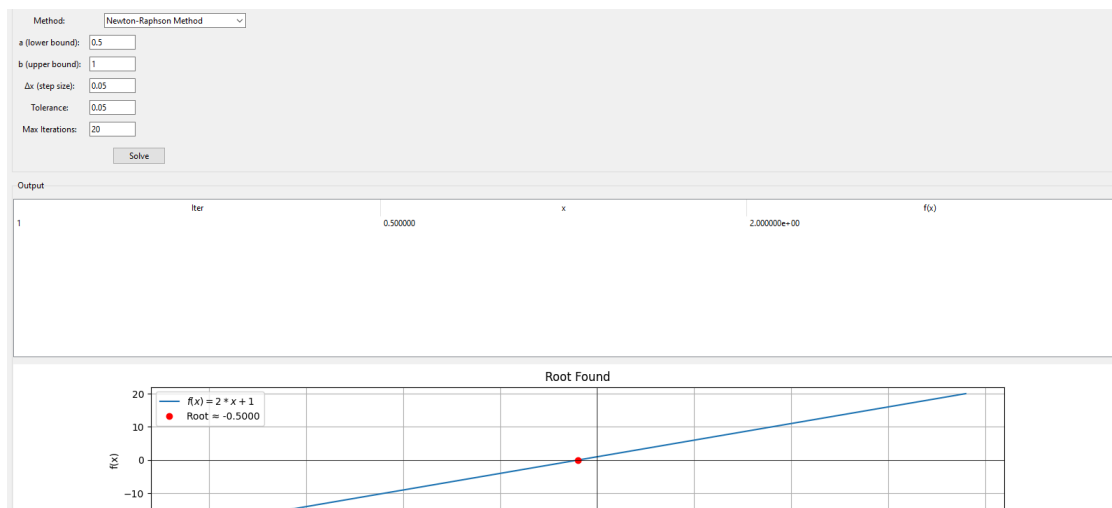 Method: Newton-Raphson Method
a (lower bound): 0.5
b (upper bound): 1
Δx (step size): 0.05
Tolerance: 0.05
Max Iterations: 20
Solve
Output
Iter x f(x)
1 0.500000 2.000000e+00
Root Found
20
f(x) = 2 * x + 1
Root ≈ -0.5000
10
0
f(x)
−10